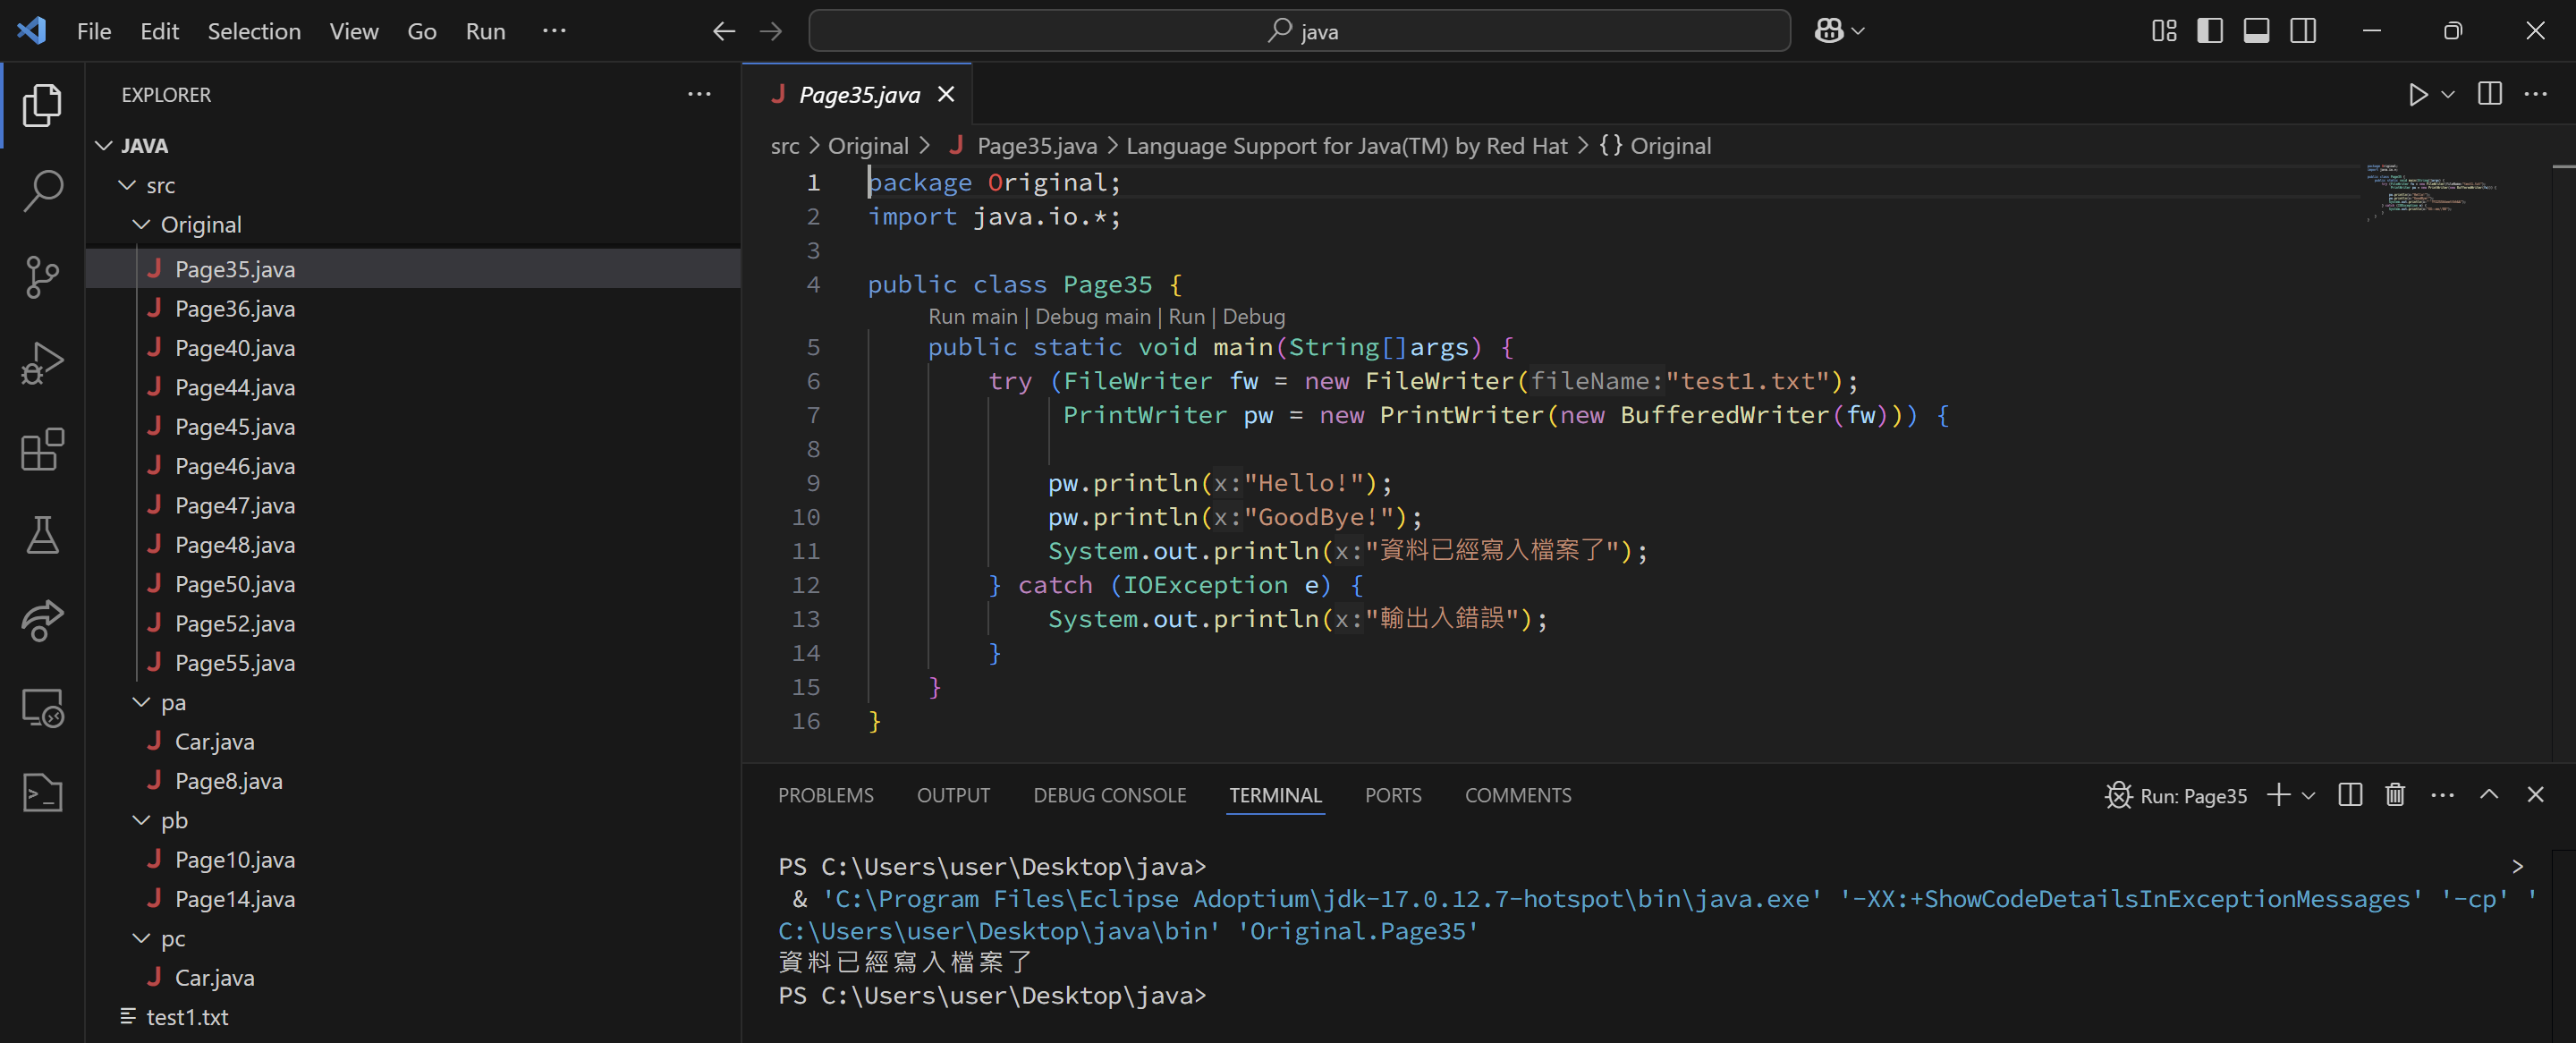 File Edit Selection View Go Run ···
java
EXPLORER ···
JAVA
src
Original
J Page35.java
J Page36.java
J Page40.java
J Page44.java
J Page45.java
J Page46.java
J Page47.java
J Page48.java
J Page50.java
J Page52.java
J Page55.java
pa
J Car.java
J Page8.java
pb
J Page10.java
J Page14.java
pc
J Car.java
test1.txt
J Page35.java
src > Original > J Page35.java > Language Support for Java(TM) by Red Hat > {} Original
1 package Original;
2 import java.io.*;
3
4 public class Page35 {
Run main | Debug main | Run | Debug
5 public static void main(String[]args) {
6 try (FileWriter fw = new FileWriter(fileName:"test1.txt");
7 PrintWriter pw = new PrintWriter(new BufferedWriter(fw))) {
8
9 pw.println(x:"Hello!");
10 pw.println(x:"GoodBye!");
11 System.out.println(x:"資料已經寫入檔案了");
12 } catch (IOException e) {
13 System.out.println(x:"輸出入錯誤");
14 }
15 }
16 }
PROBLEMS OUTPUT DEBUG CONSOLE TERMINAL PORTS COMMENTS
Run: Page35
PS C:\Users\user\Desktop\java>
& 'C:\Program Files\Eclipse Adoptium\jdk-17.0.12.7-hotspot\bin\java.exe' '-XX:+ShowCodeDetailsInExceptionMessages' '-cp' '
C:\Users\user\Desktop\java\bin' 'Original.Page35'
資料已經寫入檔案了
PS C:\Users\user\Desktop\java>